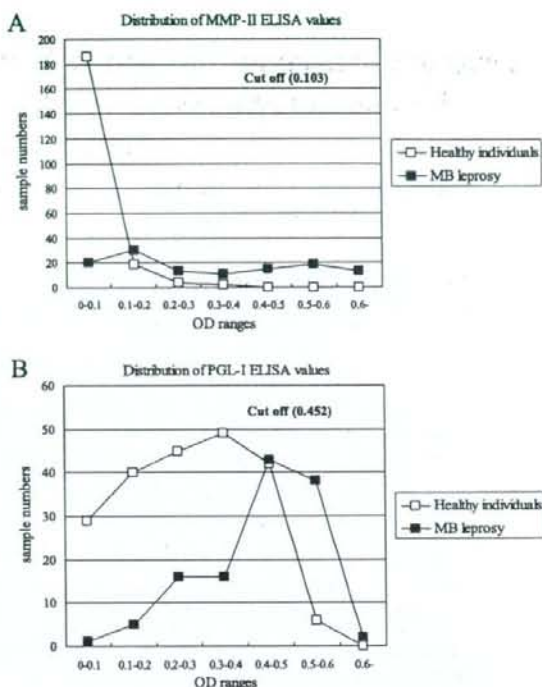 A
Distribution of MMP-II ELISA values
200
180
160
140
120
100
80
60
40
20
0
sample numbers
Cut off (0.103)
Healthy individuals
MB leprosy
0-0.1 0.1-0.2 0.2-0.3 0.3-0.4 0.4-0.5 0.5-0.6 0.6-
OD ranges
B
Distribution of PGL-I ELISA values
60
50
40
30
20
10
0
sample numbers
Cut off (0.452)
Healthy individuals
MB leprosy
0-0.1 0.1-0.2 0.2-0.3 0.3-0.4 0.4-0.5 0.5-0.6 0.6-
OD ranges